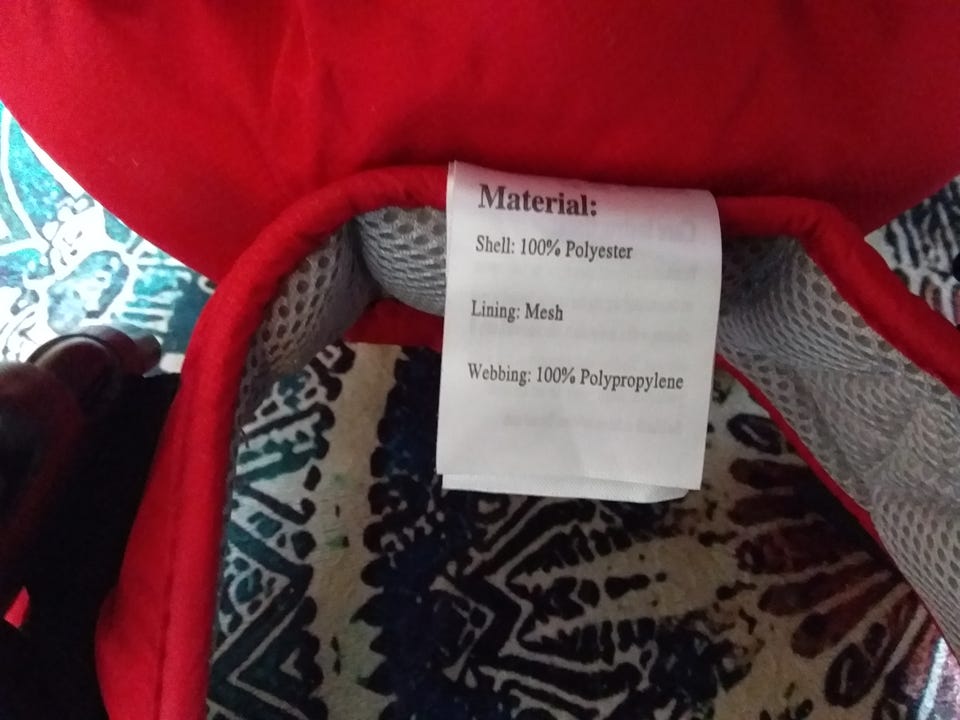 Material:
Shell: 100% Polyester
Lining: Mesh
Webbing: 100% Polypropylene